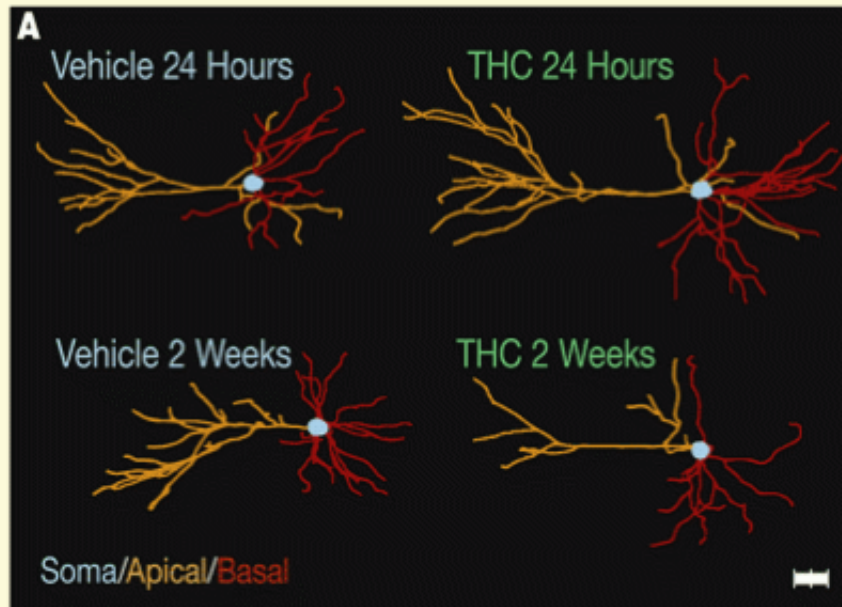 A
Vehicle 24 Hours
THC 24 Hours
Vehicle 2 Weeks
THC 2 Weeks
Soma/Apical/Basal